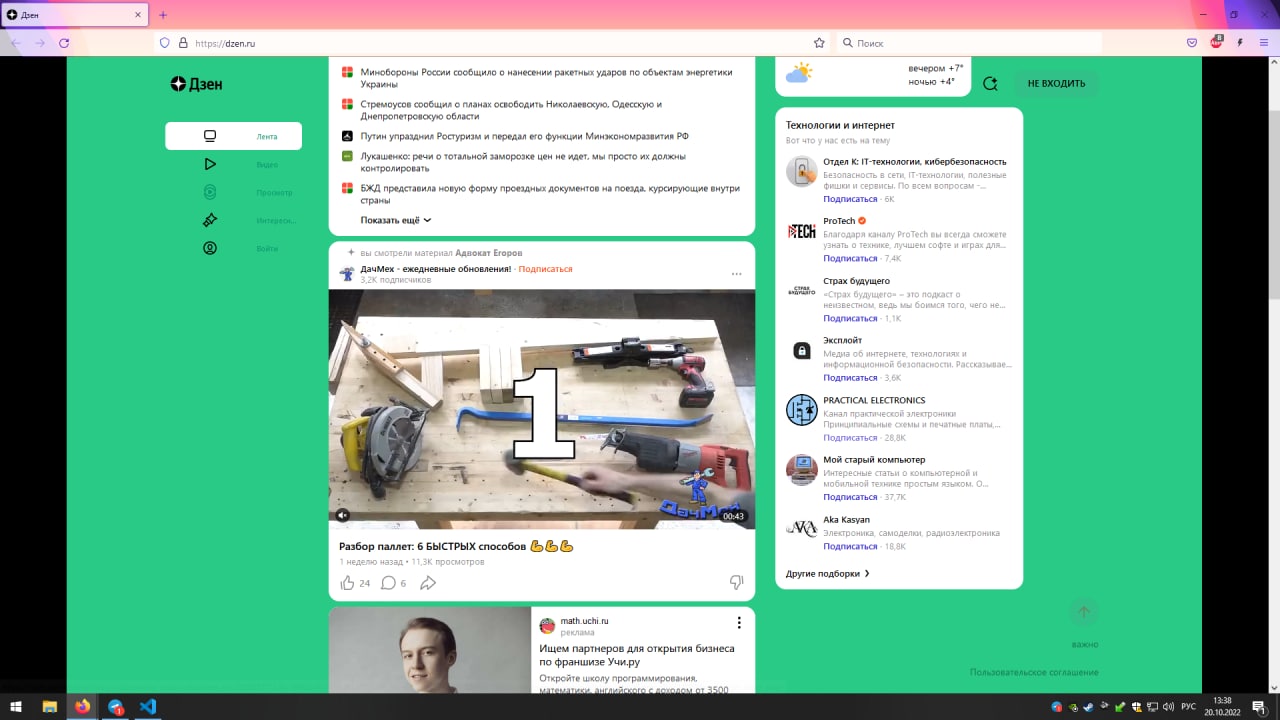 Дзен
https://dzen.ru
Поиск
Дзен
Лента
Видео
Просмотр
Интересн...
Войти
Минобороны России сообщило о нанесении ракетных ударов по объектам энергетики
Украины
Стремоусов сообщил о планах освободить Николаевскую, Одесскую и
Днепропетровскую области
Путин упразднил Ростуризм и передал его функции Минэкономразвития РФ
Лукашенко: речи о тотальной заморозке цен не идет, мы просто их должны
контролировать
БЖД представила новую форму проездных документов на поезда, курсирующие внутри
страны
Показать ещё
вы смотрели материал Адвокат Егоров
ДачМех - ежедневные обновления! · Подписаться
3,2K подписчиков
1
ДачМех
00:43
Разбор паллет: 6 БЫСТРЫХ способов 💪💪💪
1 неделю назад • 11,3K просмотров
24
6
math.uchi.ru
реклама
Ищем партнеров для открытия бизнеса
по франшизе Учи.ру
Откройте школу программирования,
математики, английского с доходом от 3500
вечером +7°
ночью +4°
НЕ ВХОДИТЬ
Технологии и интернет
Вот что у нас есть на тему
Отдел К: IT-технологии, кибербезопасность
Безопасность в сети, IT-технологии, полезные
фишки и сервисы. По всем вопросам -...
Подписаться · 6K
ProTech
Благодаря каналу ProTech вы всегда сможете
узнать о технике, лучшем софте и играх для...
Подписаться · 7,4K
Страх будущего
«Страх будущего» – это подкаст о
неизвестном, ведь мы боимся того, чего не...
Подписаться · 1,1K
Эксплойт
Медиа об интернете, технологиях и
информационной безопасности. Рассказывае...
Подписаться · 3,6K
PRACTICAL ELECTRONICS
Канал практической электроники
Принципиальные схемы и печатные платы,...
Подписаться · 28,8K
Мой старый компьютер
Интересные статьи о компьютерной и
мобильной технике простым языком. О...
Подписаться · 37,7K
Aka Kasyan
Электроника, самоделки, радиоэлектроника
Подписаться · 18,8K
Другие подборки
важно
Пользовательское соглашение
РУС
13:38
20.10.2022